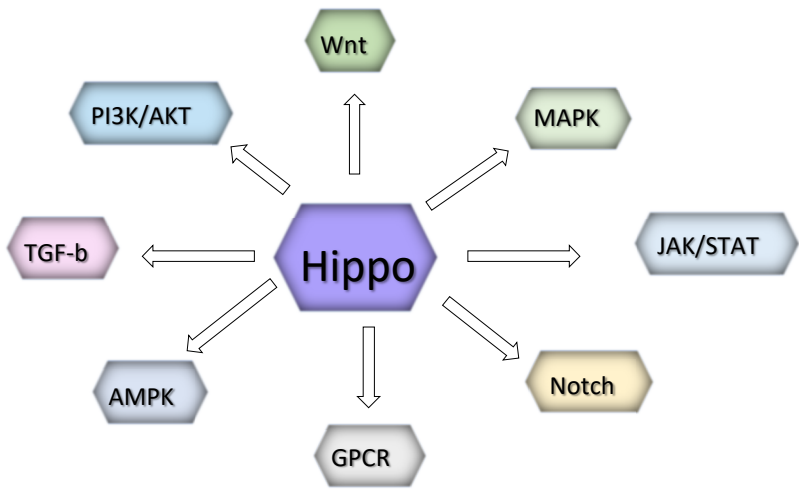 Wnt
PI3K/AKT
MAPK
TGF-b
Hippo
JAK/STAT
AMPK
Notch
GPCR